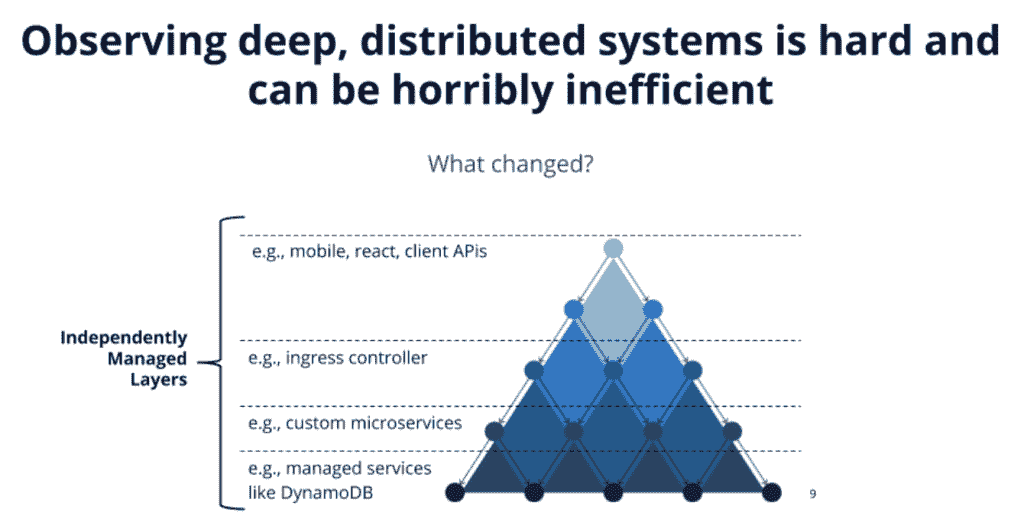 Observing deep, distributed systems is hard and
can be horribly inefficient
What changed?
e.g., mobile, react, client APIs
Independently
Managed
Layers
e.g., ingress controller
e.g., custom microservices
e.g., managed services
like DynamoDB
9